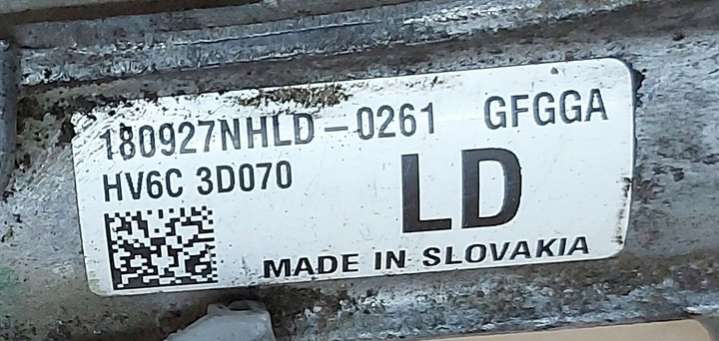 180927NHLD-0261 GFGGA
HV6C 3D070
LD
MADE IN SLOVAKIA